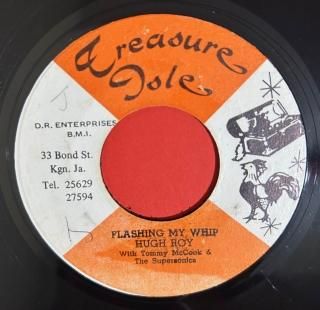 Treasure
Isle
J
D.R. ENTERPRISES
B.M.I.
33 Bond St.
Kgn. Ja.
Tel. 25629
27594
FLASHING MY WHIP
HUGH ROY
With Tommy McCook &
The Supersonics